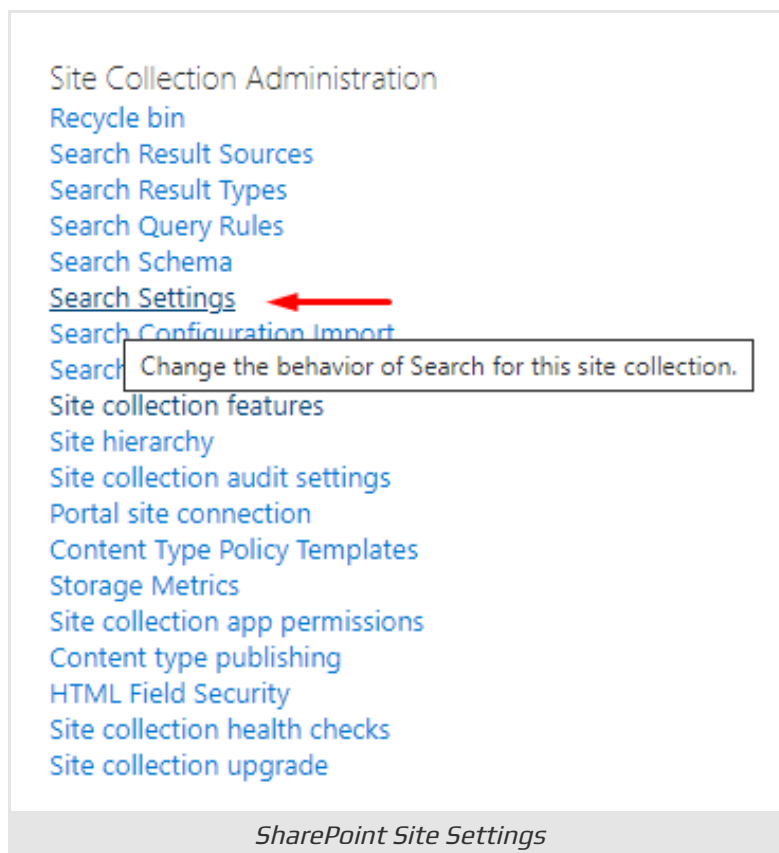 Site Collection Administration
Recycle bin
Search Result Sources
Search Result Types
Search Query Rules
Search Schema
Search Settings
Search Configuration Import
Search
Change the behavior of Search for this site collection.
Site collection features
Site hierarchy
Site collection audit settings
Portal site connection
Content Type Policy Templates
Storage Metrics
Site collection app permissions
Content type publishing
HTML Field Security
Site collection health checks
Site collection upgrade
SharePoint Site Settings